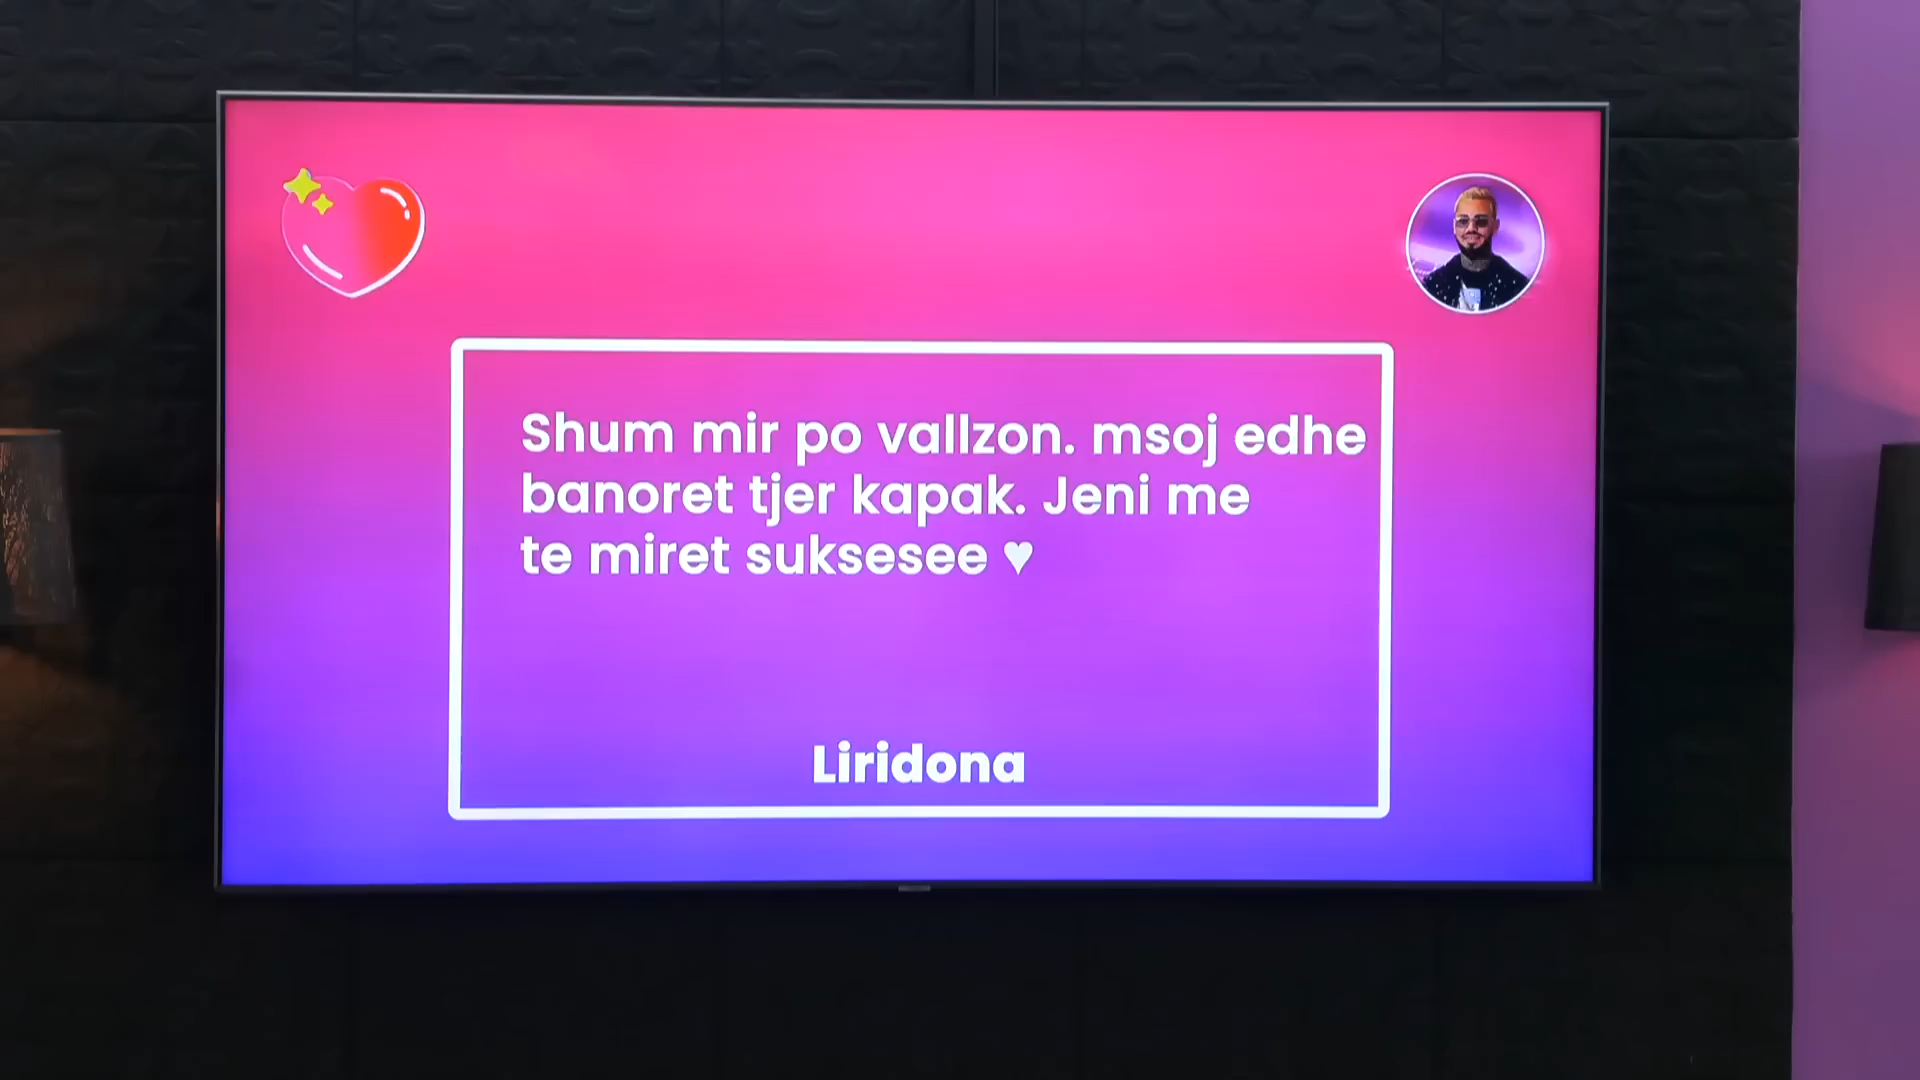 Shum mir po vallzon. msoj edhe
banoret tjer kapak. Jeni me
te miret suksesee ♥
Liridona